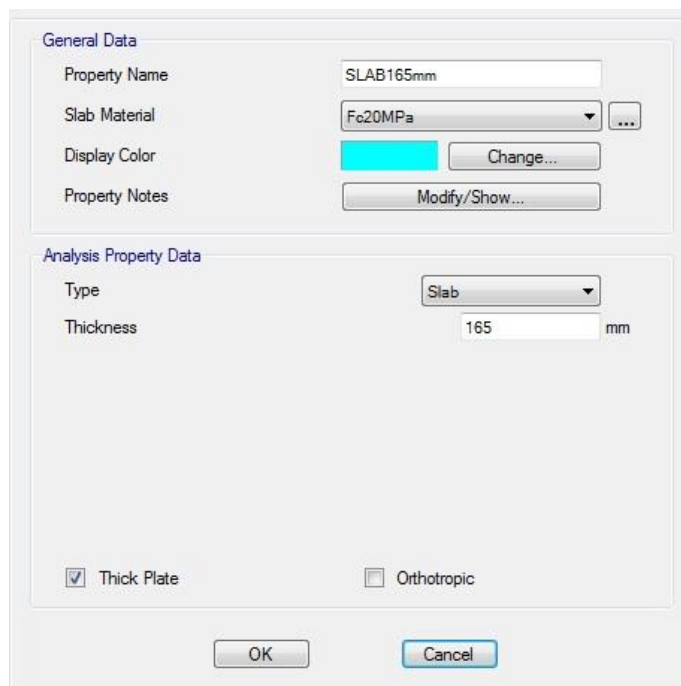 General Data
Property Name SLAB165mm
Slab Material Fc20MPa ...
Display Color Change...
Property Notes Modify/Show...
Analysis Property Data
Type Slab
Thickness 165 mm
Thick Plate Orthotropic
OK Cancel